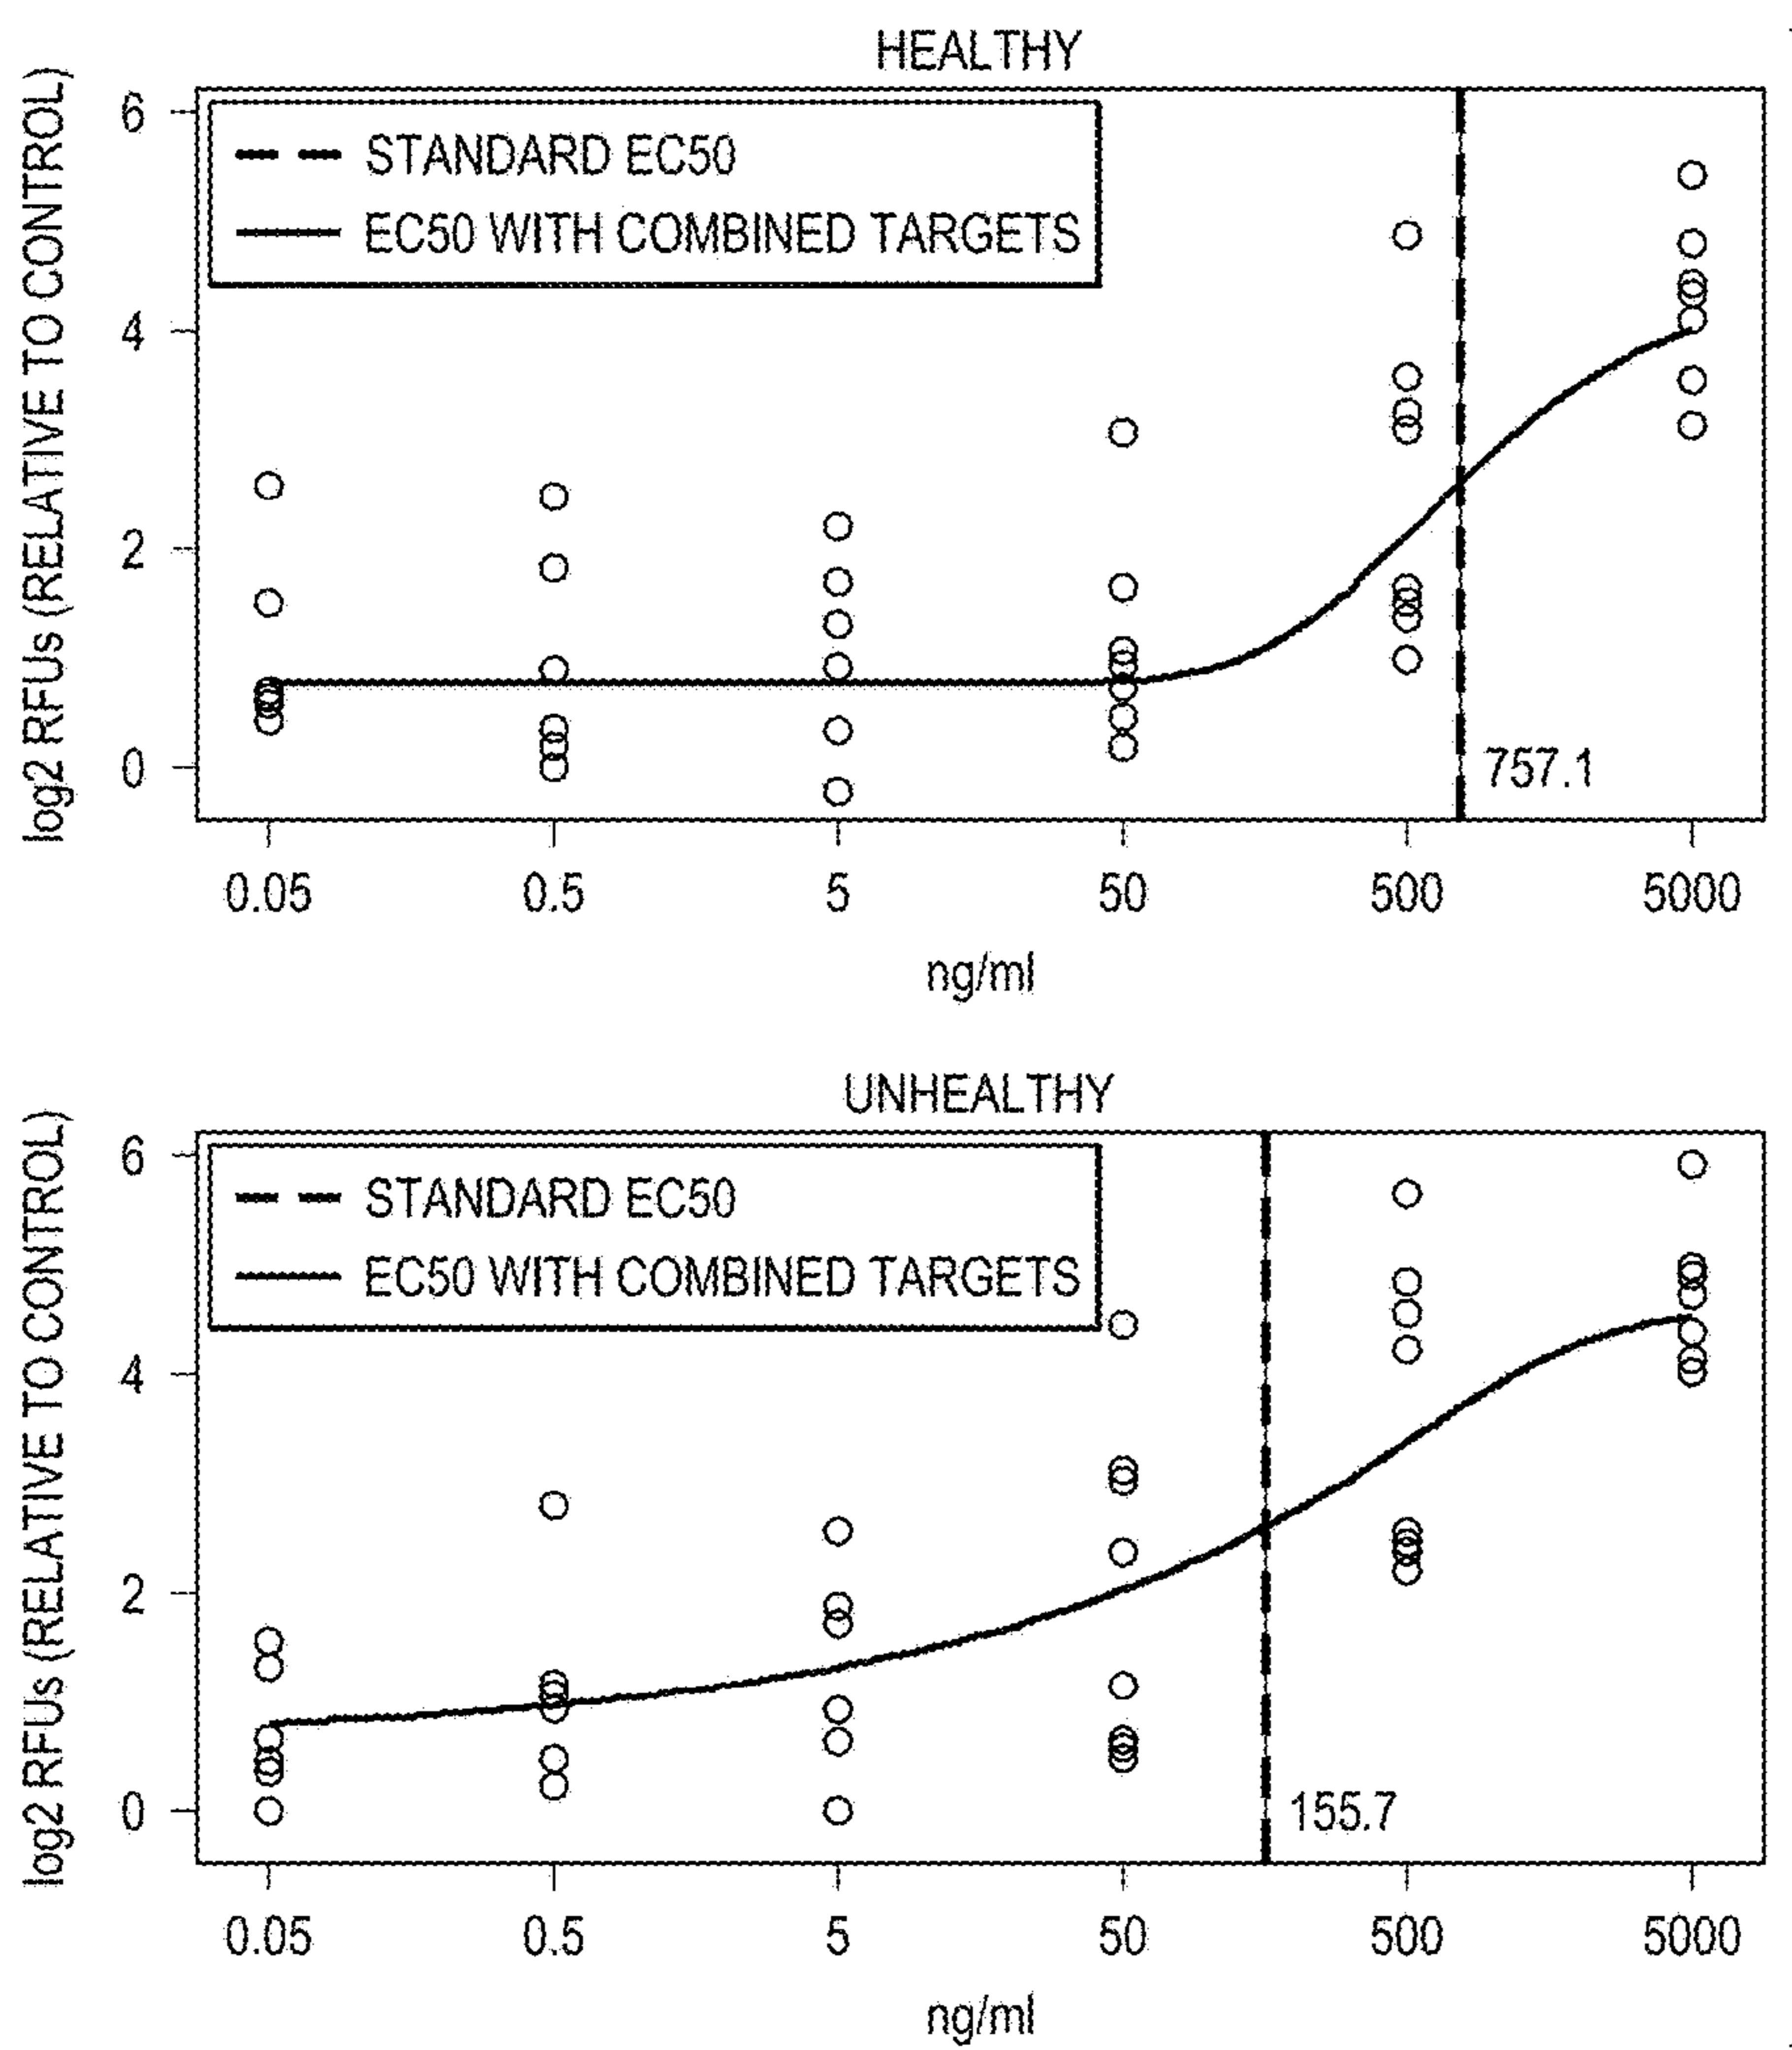 HEALTHY
log2 RFUs (RELATIVE TO CONTROL)
6
4
2
0
STANDARD EC50
EC50 WITH COMBINED TARGETS
757.1
0.05 0.5 5 50 500 5000
ng/ml
UNHEALTHY
log2 RFUs (RELATIVE TO CONTROL)
6
4
2
0
STANDARD EC50
EC50 WITH COMBINED TARGETS
155.7
0.05 0.5 5 50 500 5000
ng/ml